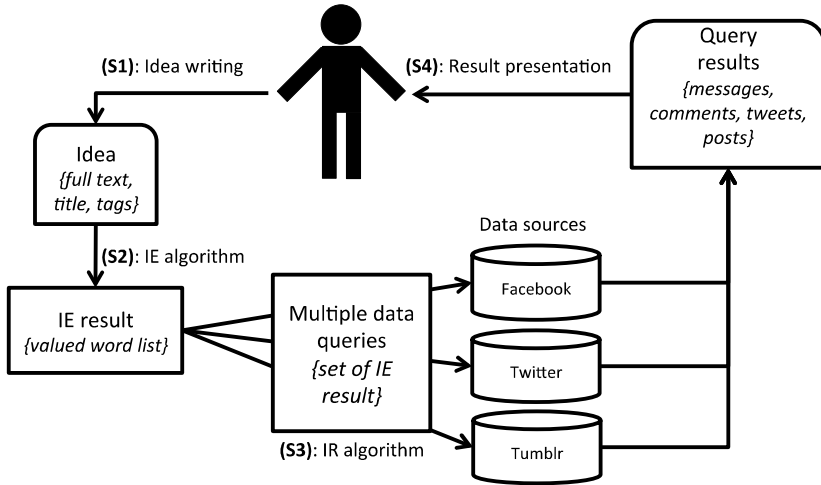 (S1): Idea writing
(S4): Result presentation
Query
results
{messages,
comments, tweets,
posts}
Idea
{full text,
title, tags}
(S2): IE algorithm
IE result
{valued word list}
Multiple data
queries
{set of IE
result}
(S3): IR algorithm
Data sources
Facebook
Twitter
Tumblr